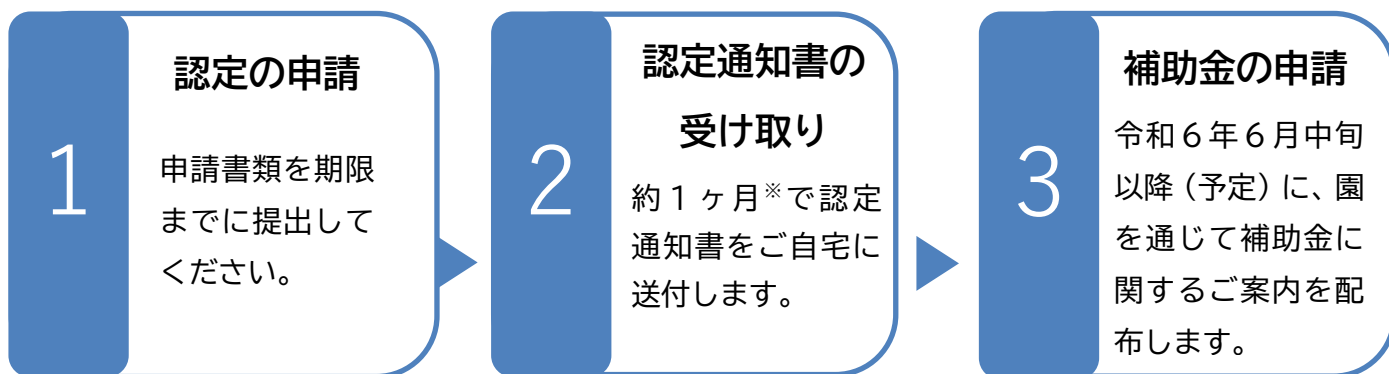 1
認定の申請
申請書類を期限
までに提出して
ください。
2
認定通知書の
受け取り
約１ヶ月※で認定
通知書をご自宅に
送付します。
3
補助金の申請
令和６年６月中旬
以降（予定）に、園
を通じて補助金に
関するご案内を配
布します。